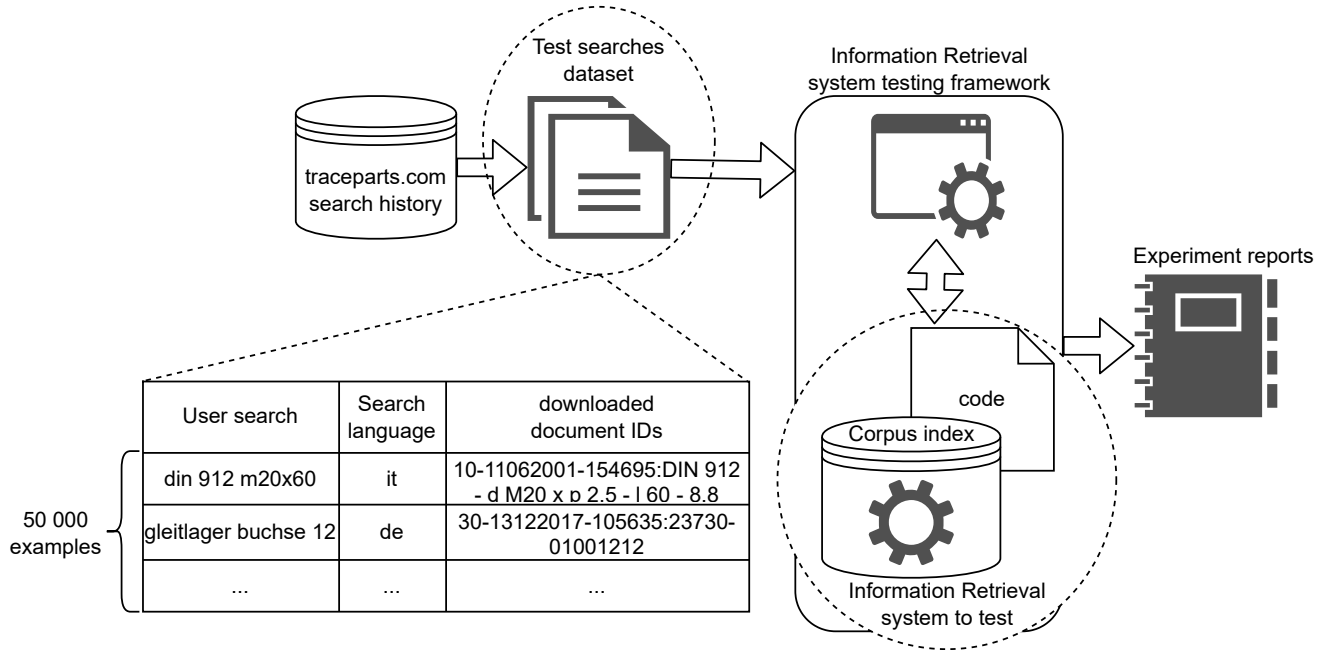 Test searches
dataset
Information Retrieval
system testing framework
traceparts.com
search history
Experiment reports
code
Corpus index
Information Retrieval
system to test
User search
Search
language
downloaded
document IDs
din 912 m20x60
it
10-11062001-154695:DIN 912
- d M20 x p 2.5 - l 60 - 8.8
gleitlager buchse 12
de
30-13122017-105635:23730-
01001212
...
...
...
50 000
examples